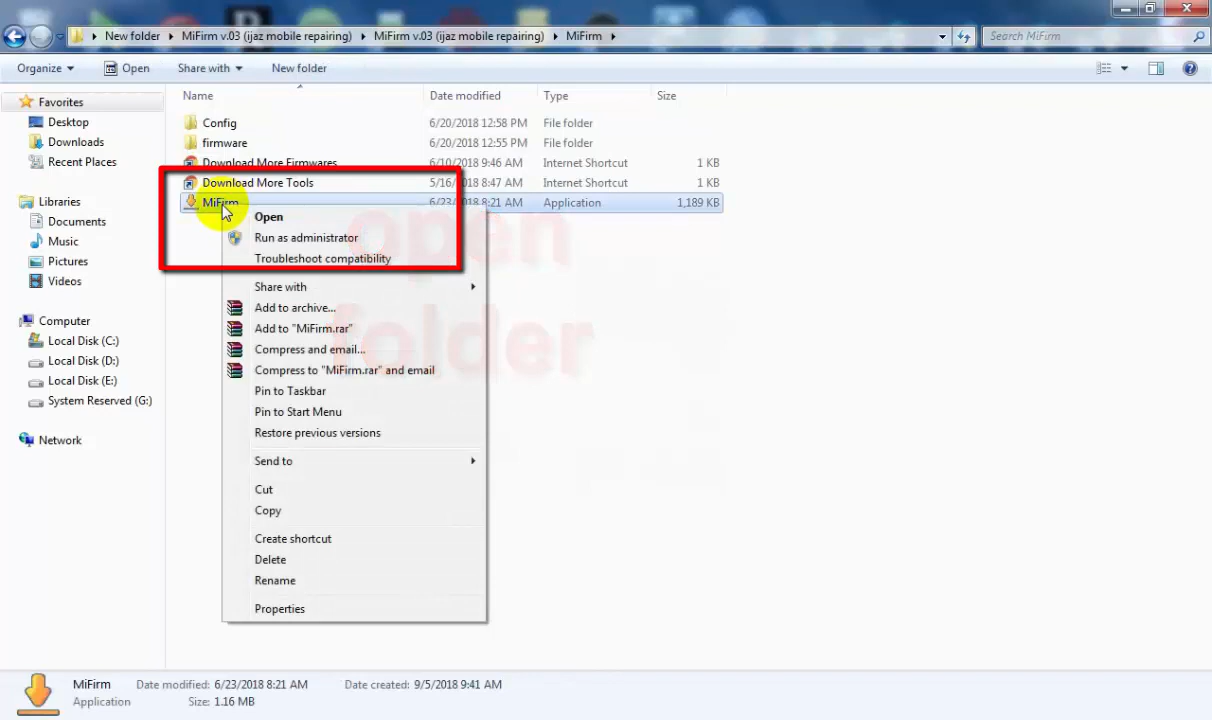 New folder MiFirm v.03 (ijaz mobile repairing) MiFirm v.03 (ijaz mobile repairing) MiFirm Search MiFirm
Organize Open Share with New folder
Name Date modified Type Size
Favorites
Desktop
Downloads
Recent Places
Libraries
Documents
Music
Pictures
Videos
Computer
Local Disk (C:)
Local Disk (D:)
Local Disk (E:)
System Reserved (G:)
Network
Config 6/20/2018 12:58 PM File folder
firmware 6/20/2018 12:55 PM File folder
Download More Firmwares 6/10/2018 9:46 AM Internet Shortcut 1 KB
Download More Tools 5/16/2018 8:47 AM Internet Shortcut 1 KB
MiFirm 6/23/2018 8:21 AM Application 1,189 KB
Open
Run as administrator
Troubleshoot compatibility
Share with
Add to archive...
Add to "MiFirm.rar"
Compress and email...
Compress to "MiFirm.rar" and email
Pin to Taskbar
Pin to Start Menu
Restore previous versions
Send to
Cut
Copy
Create shortcut
Delete
Rename
Properties
open
folder
MiFirm Date modified: 6/23/2018 8:21 AM Date created: 9/5/2018 9:41 AM
Application Size: 1.16 MB